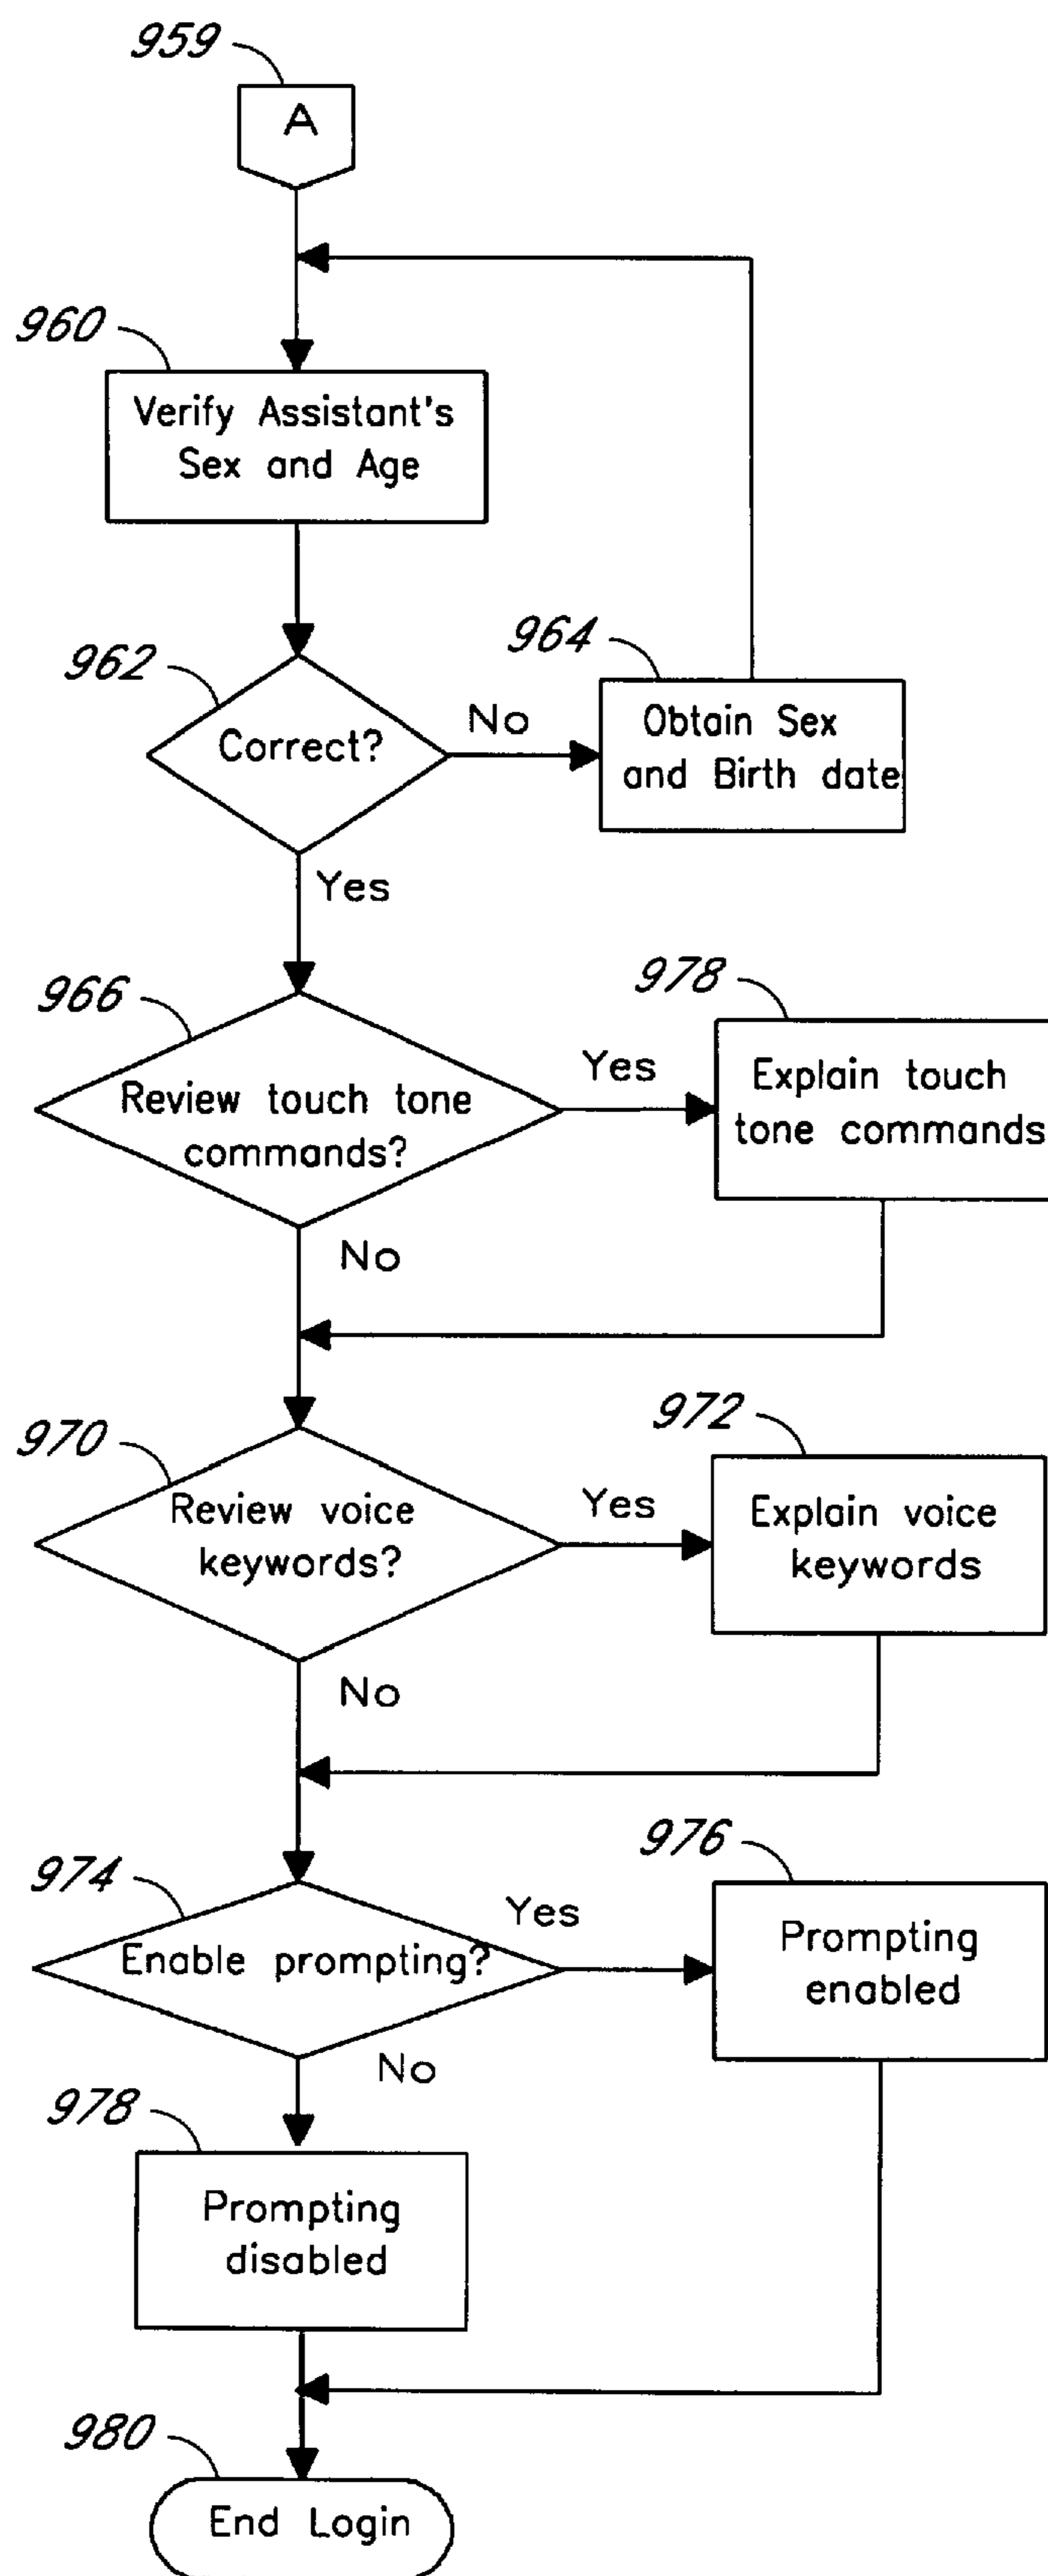 959
A
960
Verify Assistant's
Sex and Age
962
Correct?
No
964
Obtain Sex
and Birth date
Yes
966
Review touch tone
commands?
Yes
978
Explain touch
tone commands
No
970
Review voice
keywords?
Yes
972
Explain voice
keywords
No
974
Enable prompting?
Yes
976
Prompting
enabled
No
978
Prompting
disabled
980
End Login